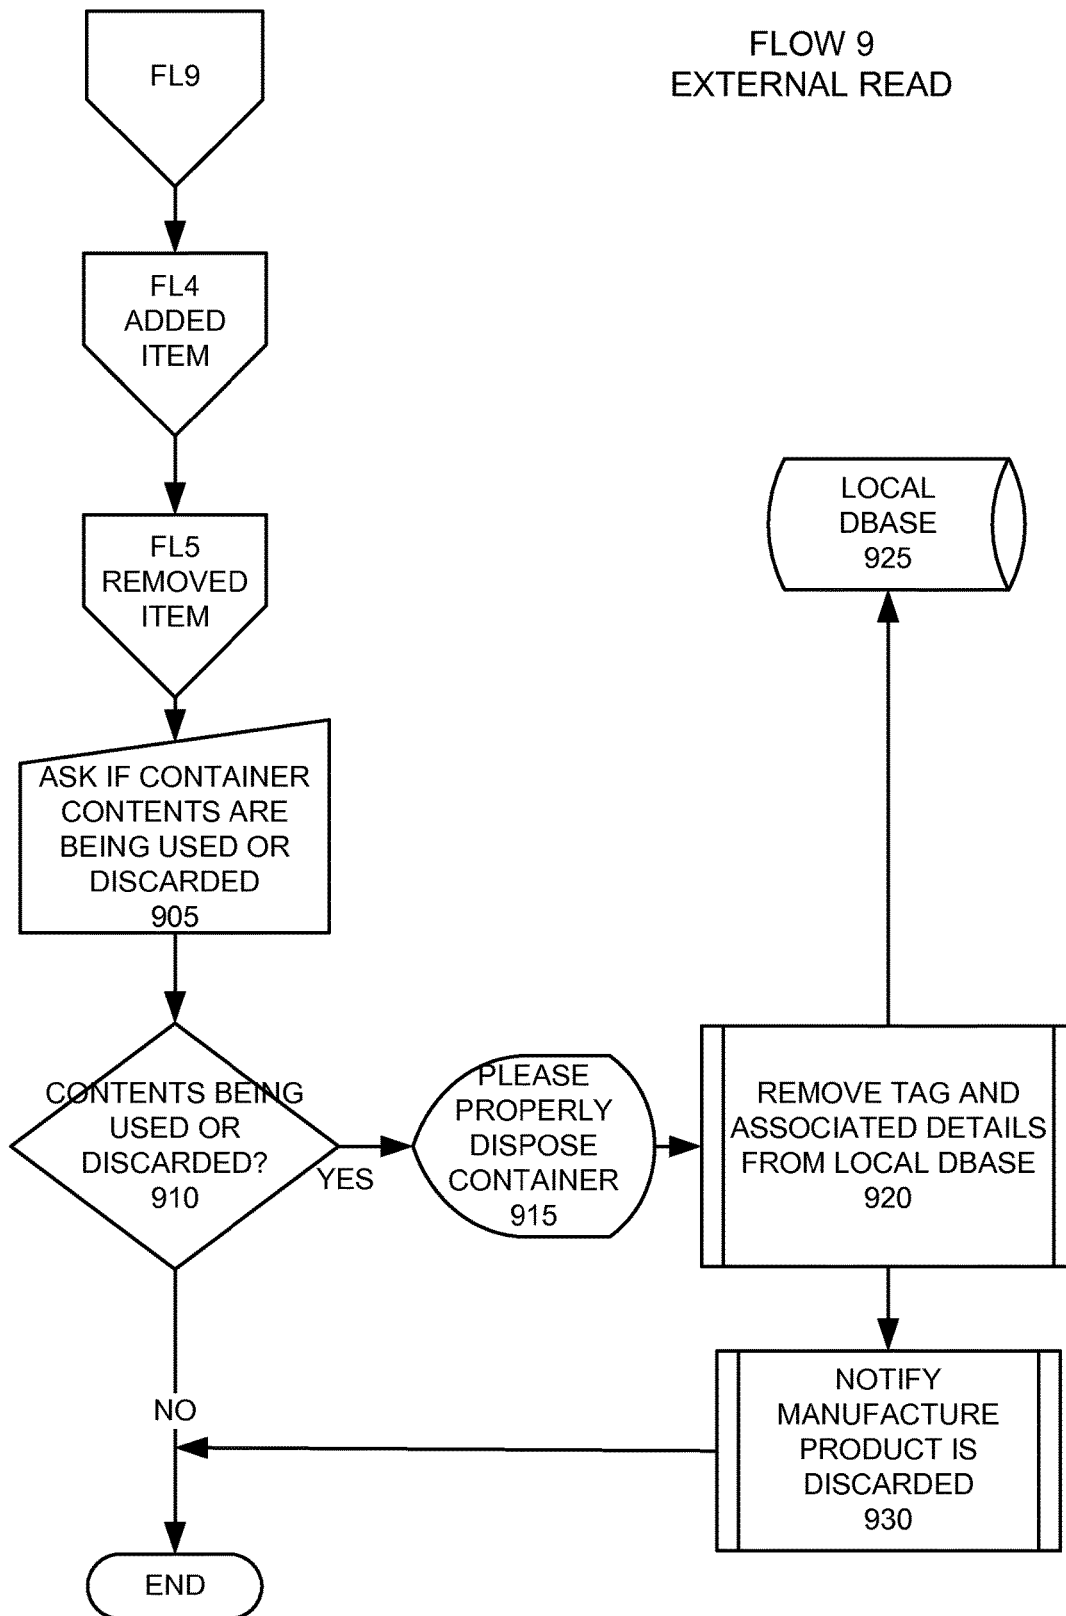 FLOW 9
EXTERNAL READ
FL9
FL4
ADDED
ITEM
FL5
REMOVED
ITEM
LOCAL
DBASE
925
ASK IF CONTAINER
CONTENTS ARE
BEING USED OR
DISCARDED
905
CONTENTS BEING
USED OR
DISCARDED?
910
YES
PLEASE
PROPERLY
DISPOSE
CONTAINER
915
REMOVE TAG AND
ASSOCIATED DETAILS
FROM LOCAL DBASE
920
NOTIFY
MANUFACTURE
PRODUCT IS
DISCARDED
930
NO
END